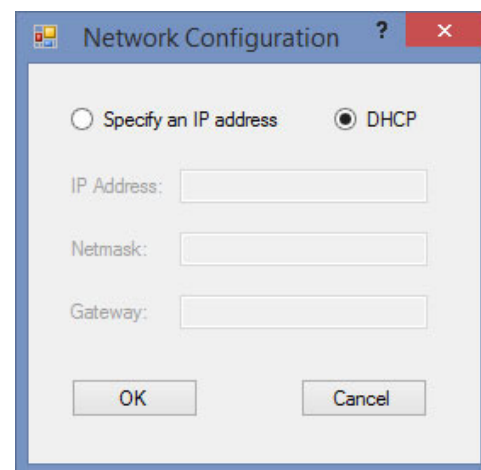 Network Configuration ?
Specify an IP address DHCP
IP Address:
Netmask:
Gateway:
OK Cancel